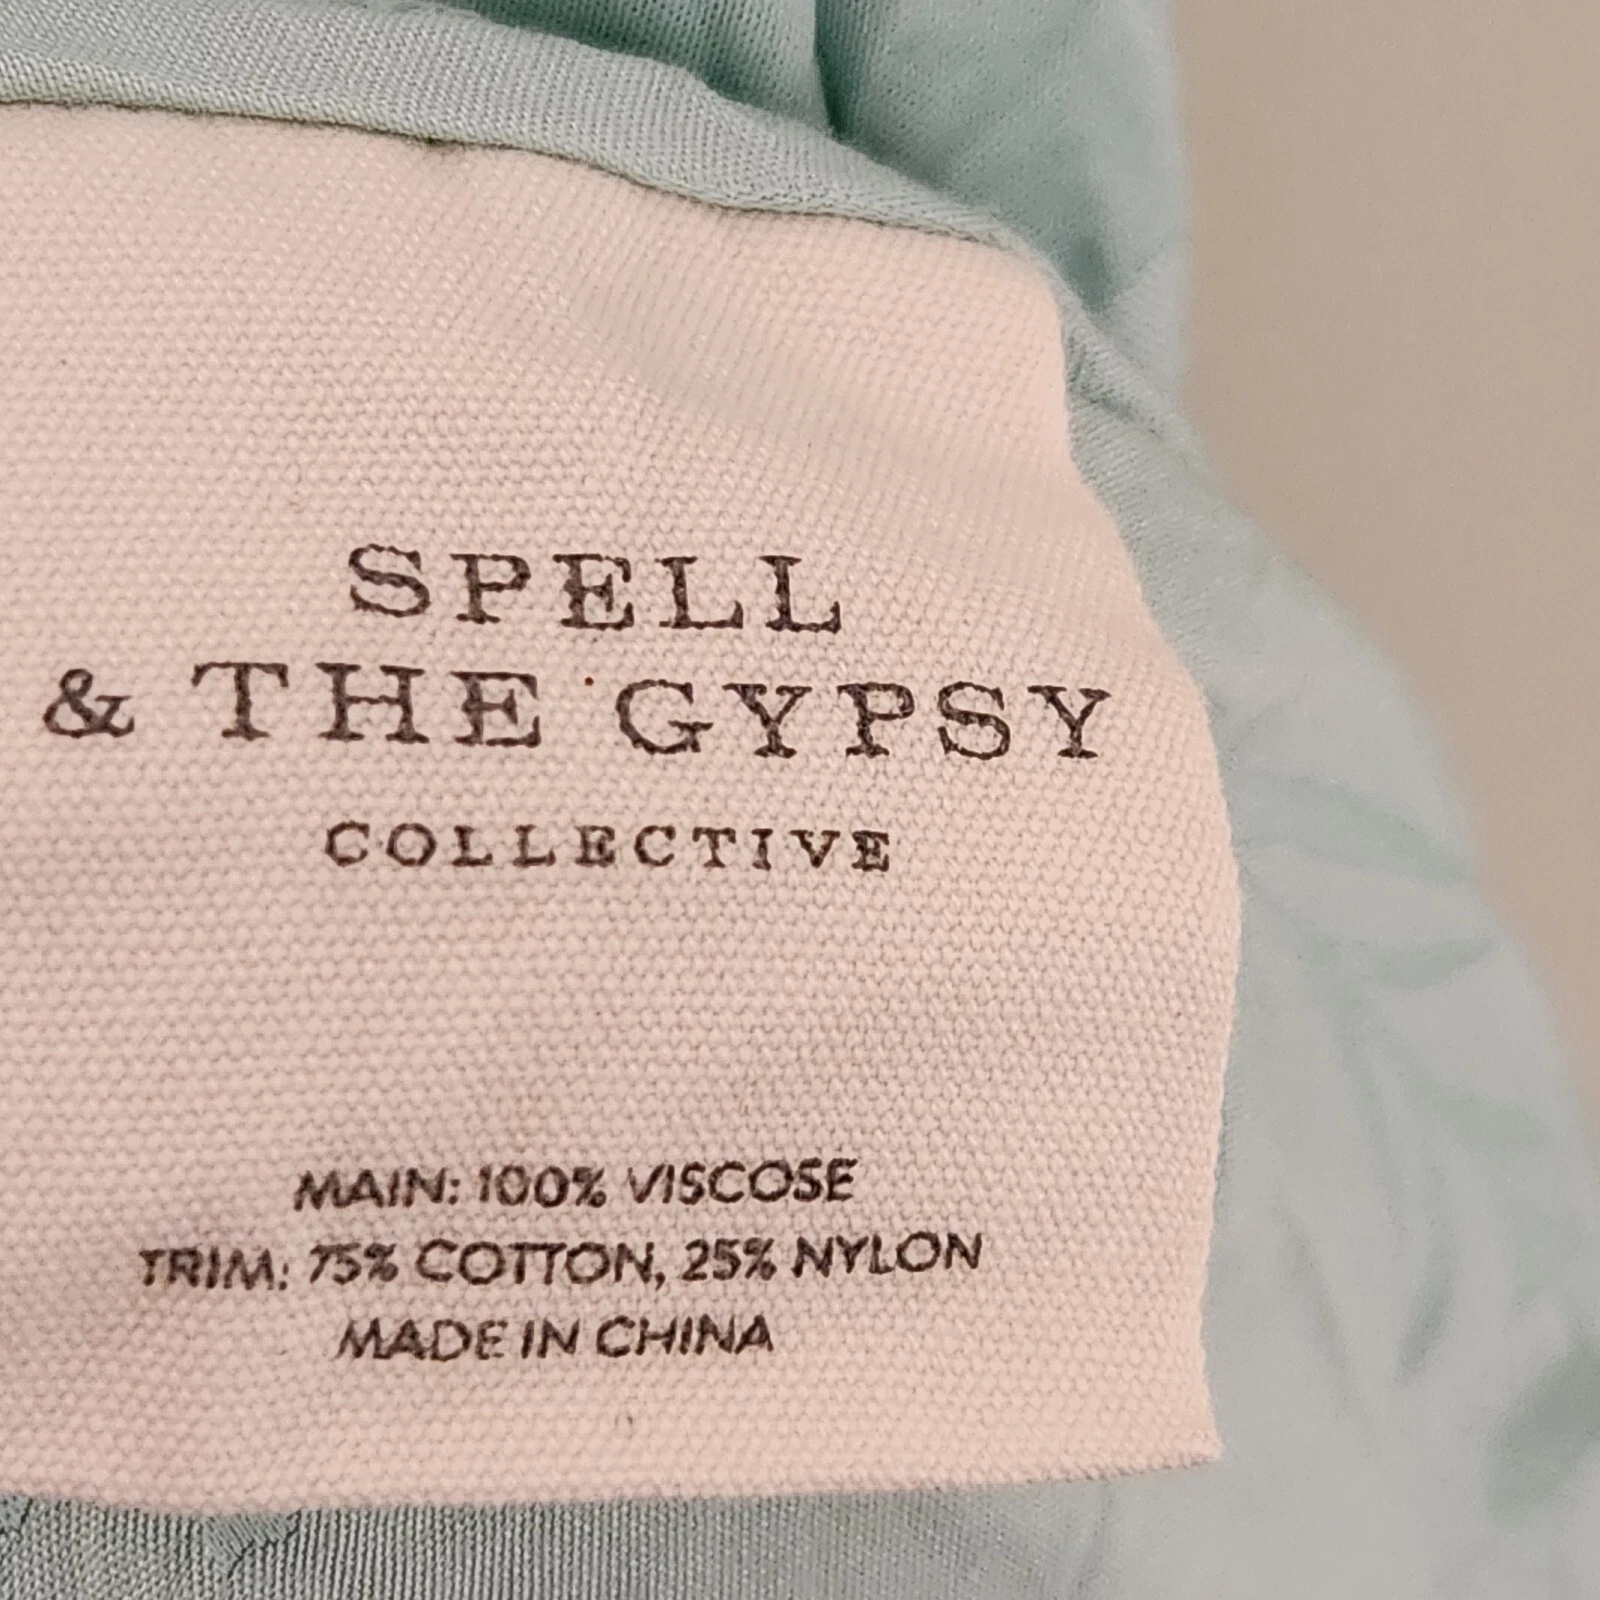 SPELL
& THE GYPSY
COLLECTIVE
MAIN: 100% VISCOSE
TRIM: 75% COTTON, 25% NYLON
MADE IN CHINA